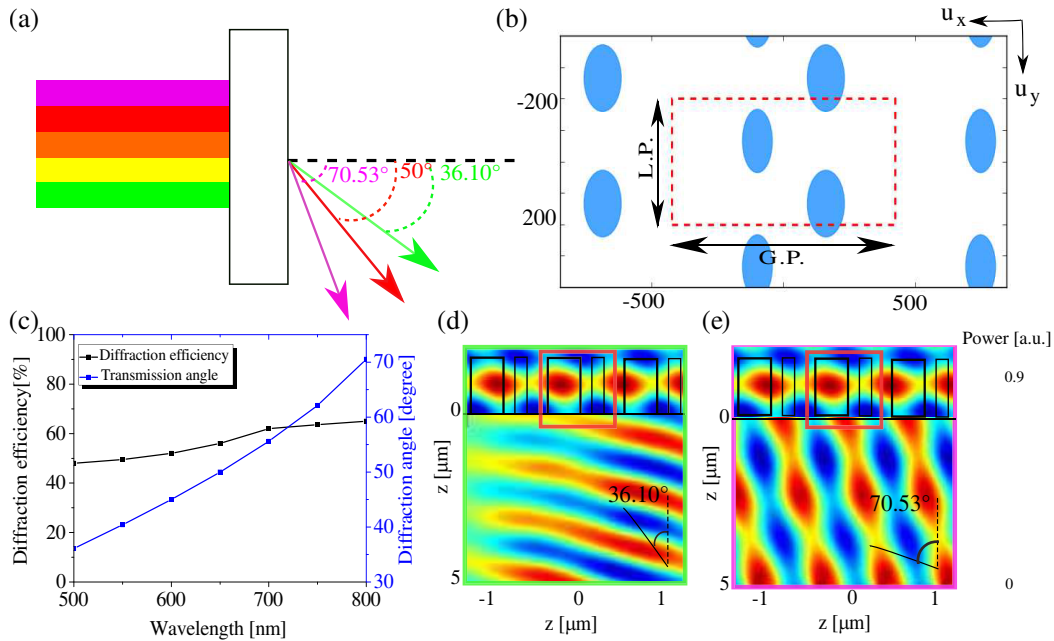 (a)
70.53°
50°
36.10°
(b)
u_x
u_y
-200
200
L.P.
G.P.
-500
500
(c)
100
80
60
40
20
0
Diffraction efficiency[%]
Diffraction efficiency
Transmission angle
70
60
50
40
30
Diffraction angle [degree]
500
600
700
800
Wavelength [nm]
(d)
0
z [μm]
5
36.10°
-1
0
1
z [μm]
(e)
0
z [μm]
5
70.53°
-1
0
1
z [μm]
Power [a.u.]
0.9
0